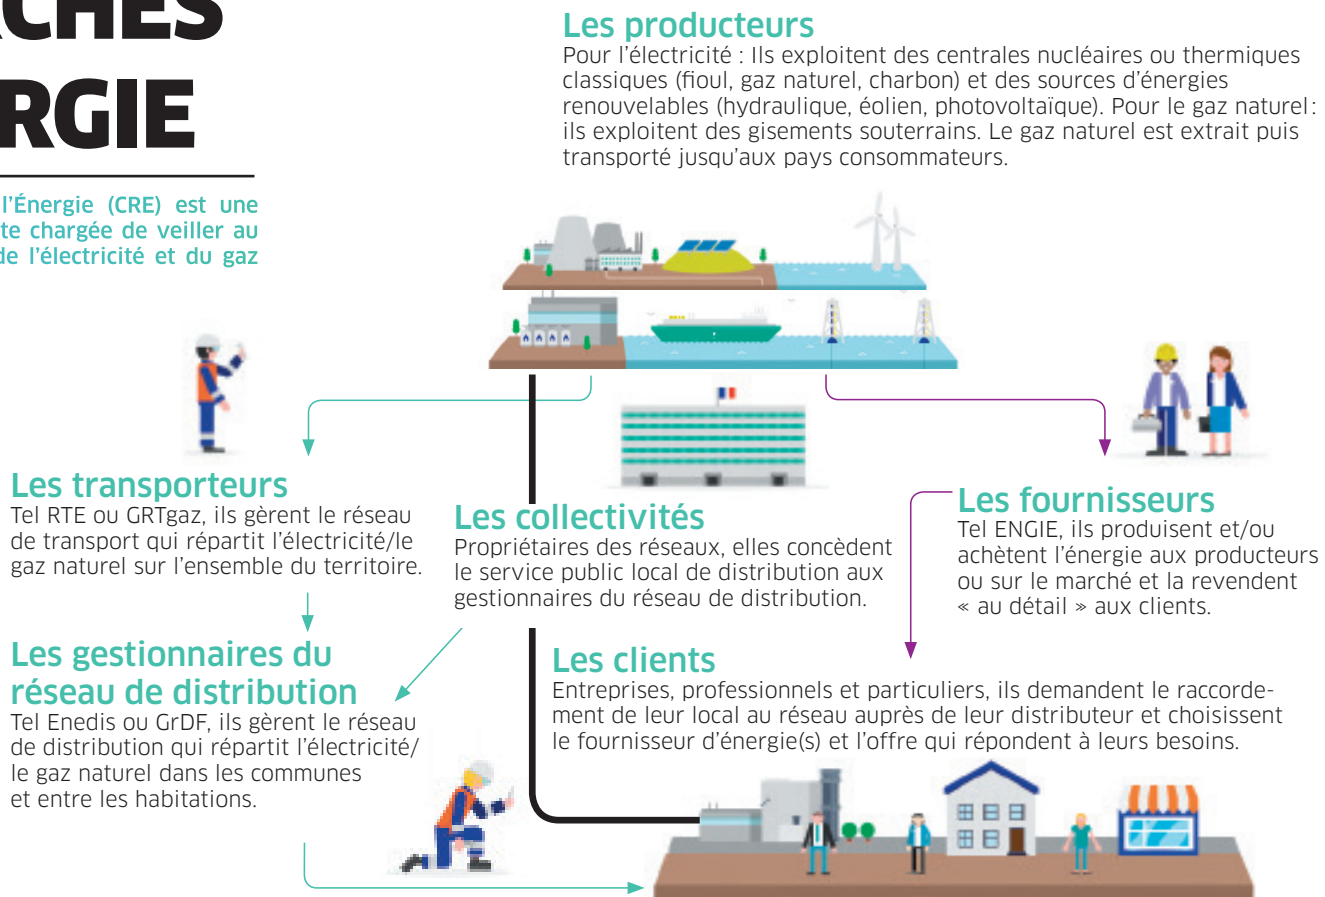 RCHES
RGIE
l'Énergie (CRE) est une
te chargée de veiller au
de l'électricité et du gaz
Les producteurs
Pour l'électricité : Ils exploitent des centrales nucléaires ou thermiques
classiques (fioul, gaz naturel, charbon) et des sources d'énergies
renouvelables (hydraulique, éolien, photovoltaïque). Pour le gaz naturel :
ils exploitent des gisements souterrains. Le gaz naturel est extrait puis
transporté jusqu'aux pays consommateurs.
Les transporteurs
Tel RTE ou GRTgaz, ils gèrent le réseau
de transport qui répartit l'électricité/le
gaz naturel sur l'ensemble du territoire.
Les collectivités
Propriétaires des réseaux, elles concèdent
le service public local de distribution aux
gestionnaires du réseau de distribution.
Les fournisseurs
Tel ENGIE, ils produisent et/ou
achètent l'énergie aux producteurs
ou sur le marché et la revendent
« au détail » aux clients.
Les gestionnaires du
réseau de distribution
Tel Enedis ou GrDF, ils gèrent le réseau
de distribution qui répartit l'électricité/
le gaz naturel dans les communes
et entre les habitations.
Les clients
Entreprises, professionnels et particuliers, ils demandent le raccorde-
ment de leur local au réseau auprès de leur distributeur et choisissent
le fournisseur d'énergie(s) et l'offre qui répondent à leurs besoins.